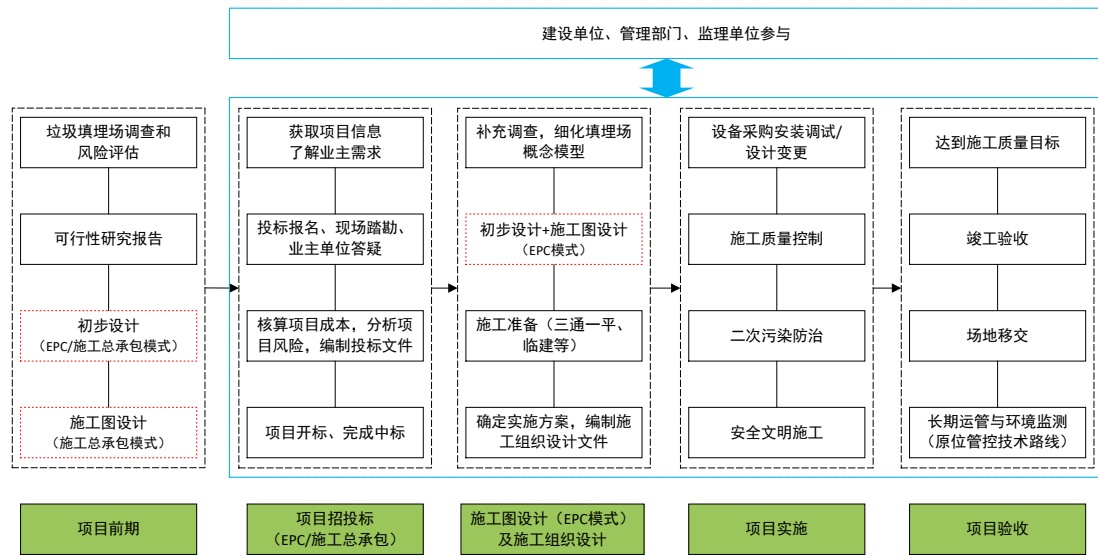 建设单位、管理部门、监理单位参与
垃圾填埋场调查和
风险评估
可行性研究报告
初步设计
（EPC/施工总承包模式）
施工图设计
（施工总承包模式）
获取项目信息
了解业主需求
投标报名、现场踏勘、
业主单位答疑
核算项目成本，分析项
目风险，编制投标文件
项目开标、完成中标
补充调查，细化填埋场
概念模型
初步设计+施工图设计
（EPC模式）
施工准备（三通一平、
临建等）
确定实施方案，编制施
工组织设计文件
设备采购安装调试/
设计变更
施工质量控制
二次污染防治
安全文明施工
达到施工质量目标
竣工验收
场地移交
长期运管与环境监测
（原位管控技术路线）
项目前期
项目招投标
（EPC/施工总承包）
施工图设计（EPC模式）
及施工组织设计
项目实施
项目验收